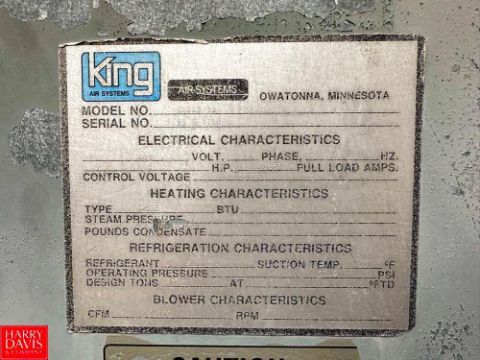 King
AIR SYSTEMS
AIR SYSTEMS
OWATONNA, MINNESOTA
MODEL NO.
SERIAL NO.
ELECTRICAL CHARACTERISTICS
VOLT. PHASE, HZ.
H.P. FULL LOAD AMPS.
CONTROL VOLTAGE
HEATING CHARACTERISTICS
TYPE BTU
STEAM PRESSURE
POUNDS CONDENSATE
REFRIGERATION CHARACTERISTICS
REFRIGERANT SUCTION TEMP. °F
OPERATING PRESSURE PSI
DESIGN TONS AT °FTD
BLOWER CHARACTERISTICS
CFM RPM
CAUTION
HARRY
DAVIS
& COMPANY